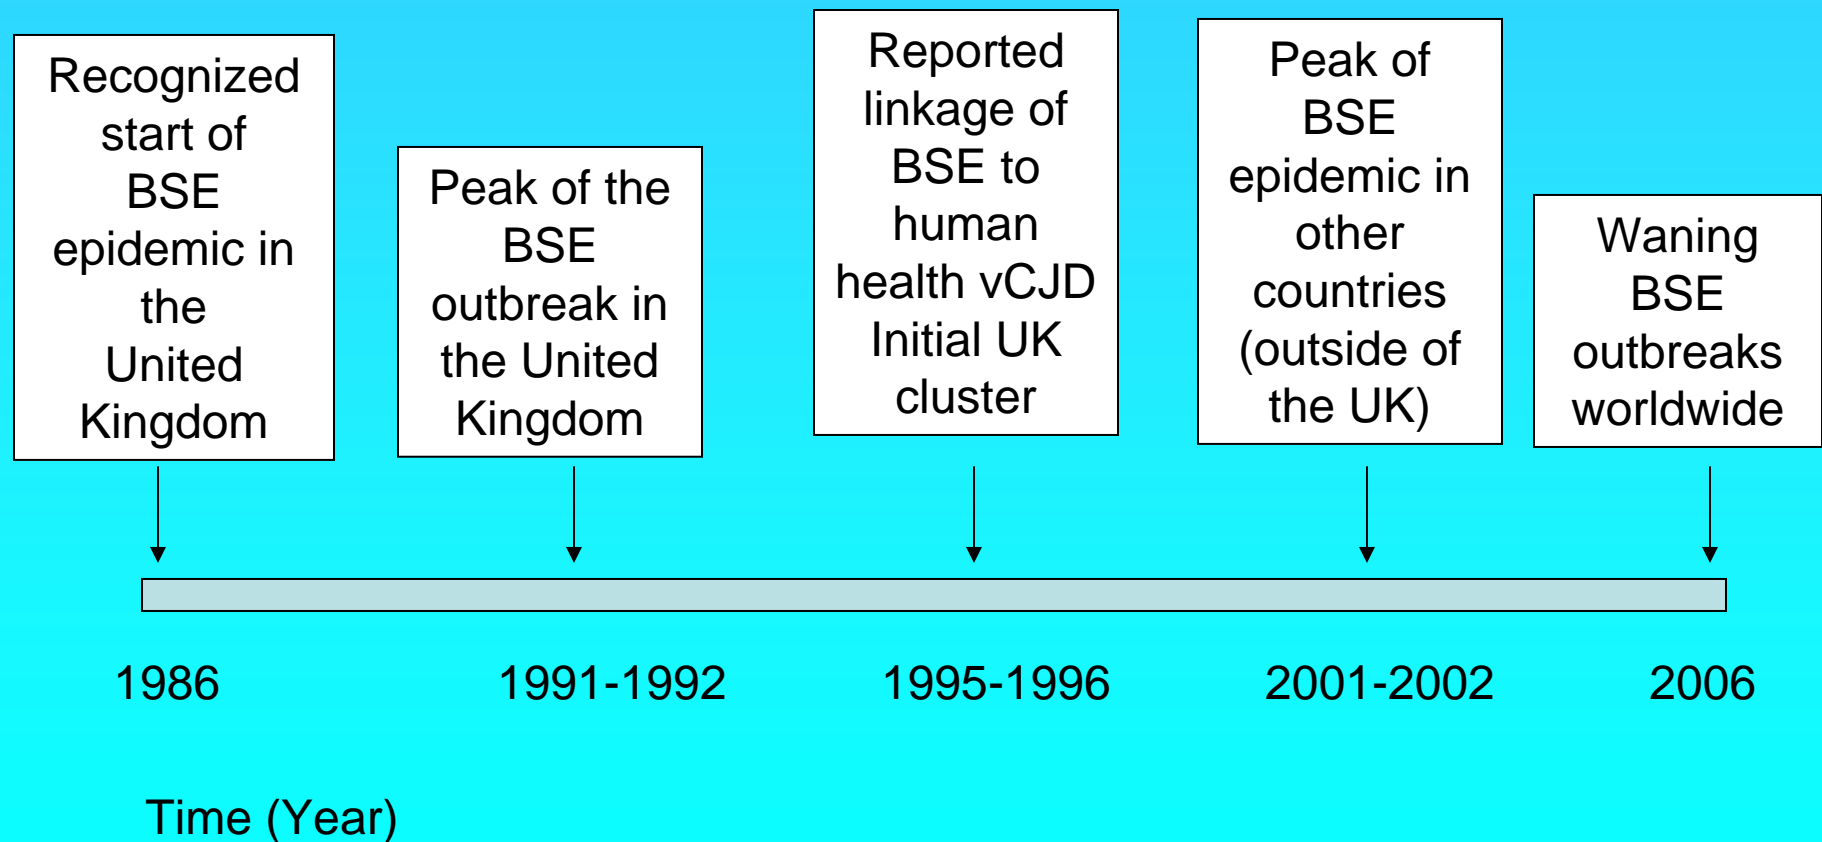 Recognized
start of
BSE
epidemic in
the
United
Kingdom
Peak of the
BSE
outbreak in
the United
Kingdom
Reported
linkage of
BSE to
human
health vCJD
Initial UK
cluster
Peak of
BSE
epidemic in
other
countries
(outside of
the UK)
Waning
BSE
outbreaks
worldwide
1986
1991-1992
1995-1996
2001-2002
2006
Time (Year)